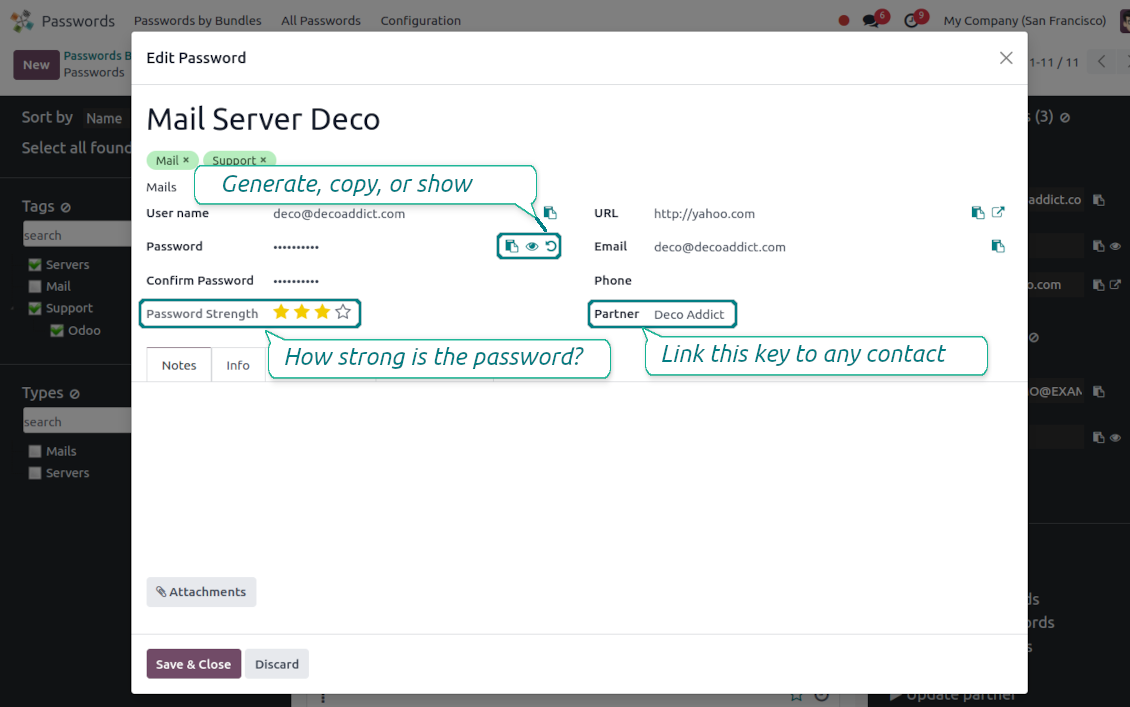 Passwords Passwords by Bundles All Passwords Configuration 6 9 My Company (San Francisco)
New Passwords B
Passwords
1-11 / 11
Edit Password
Sort by Name
Select all found
s (3)
Mail Server Deco
Mail × Support ×
Mails
Generate, copy, or show
User name deco@decoaddict.com URL http://yahoo.com
Password •••••••••• Email deco@decoaddict.com
Confirm Password •••••••••• Phone
Password Strength Partner Deco Addict
How strong is the password?
Link this key to any contact
Notes Info
Tags
search
Servers
Mail
Support
Odoo
Types
search
Mails
Servers
addict.co
o.com
O@EXAN
Attachments
Save & Close Discard
ds
ords
s
Update partner